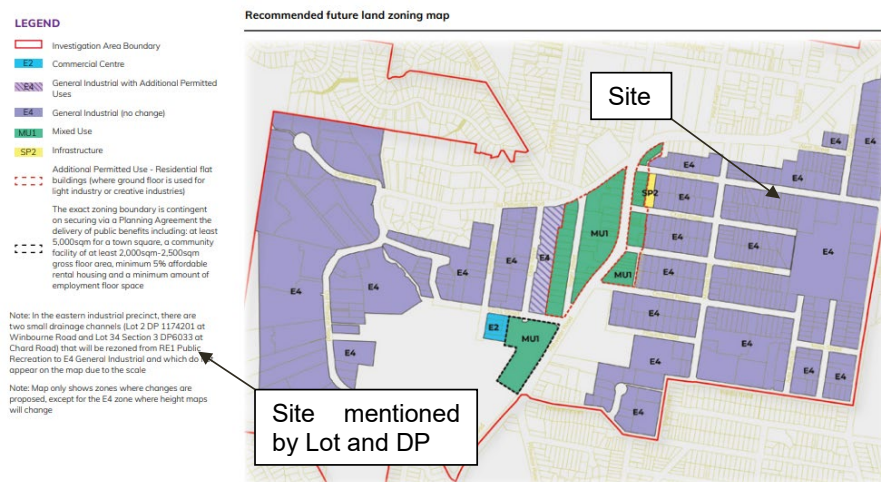 Recommended future land zoning map
LEGEND
Investigation Area Boundary
E2 Commercial Centre
E4 General Industrial with Additional Permitted
Uses
E4 General Industrial (no change)
MU1 Mixed Use
SP2 Infrastructure
Additional Permitted Use - Residential flat
buildings (where ground floor is used for
light industry or creative industries)
The exact zoning boundary is contingent
on securing via a Planning Agreement the
delivery of public benefits including: at least
5,000sqm for a town square, a community
facility of at least 2,000sqm-2,500sqm
gross floor area, minimum 5% affordable
rental housing and a minimum amount of
employment floor space
Note: In the eastern industrial precinct, there are
two small drainage channels (Lot 2 DP 1174201 at
Winbourne Road and Lot 34 Section 3 DP6033 at
Chard Road) that will be rezoned from RE1 Public
Recreation to E4 General Industrial and which do
appear on the map due to the scale
Note: Map only shows zones where changes are
proposed, except for the E4 zone where height maps
will change
Site
Site mentioned
by Lot and DP
E4
E4
E4
SP2
E4
E4
MU1
E4
E4
E4
E4
E4
E4
E4
MU1
E4
E4
E2
MU1
E4
E4
E4
E4
E4
E4